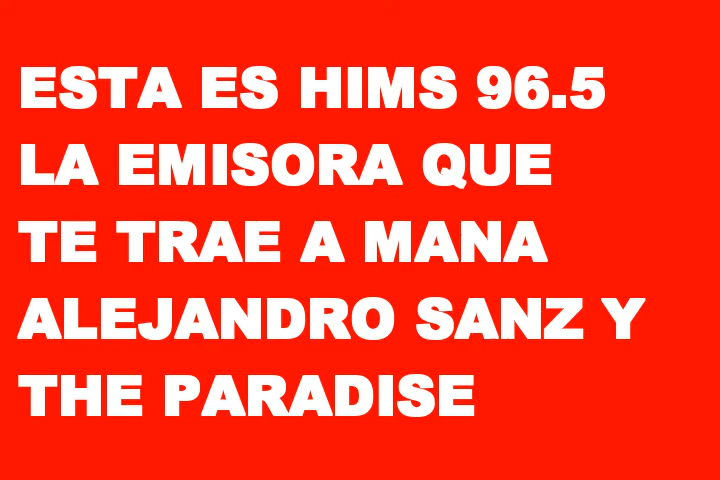 ESTA ES HIMS 96.5
LA EMISORA QUE
TE TRAE A MANA
ALEJANDRO SANZ Y
THE PARADISE